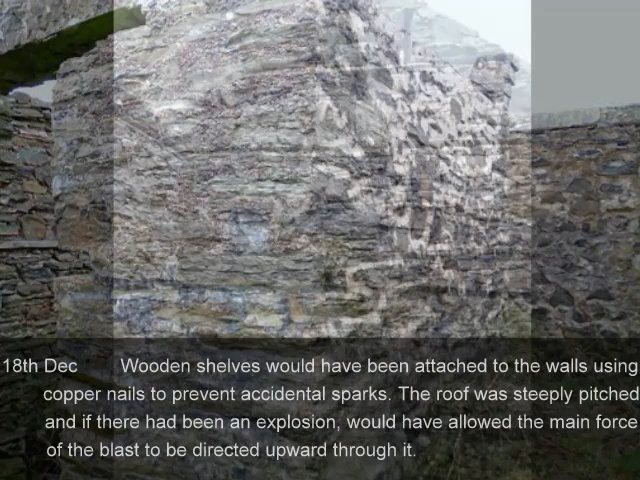 18th Dec Wooden shelves would have been attached to the walls using
copper nails to prevent accidental sparks. The roof was steeply pitched
and if there had been an explosion, would have allowed the main force
of the blast to be directed upward through it.